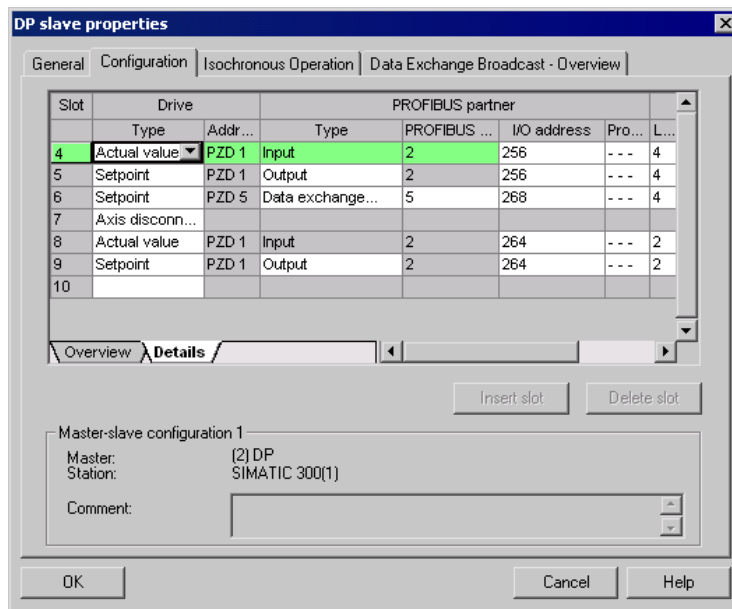 DP slave properties
General Configuration Isochronous Operation Data Exchange Broadcast - Overview
Slot Drive PROFIBUS partner
Type Addr... Type PROFIBUS ... I/O address Pro... L...
4 Actual value PZD 1 Input 2 256 - - - 4
5 Setpoint PZD 1 Output 2 256 - - - 4
6 Setpoint PZD 5 Data exchange... 5 268 - - - 4
7 Axis disconn...
8 Actual value PZD 1 Input 2 264 - - - 2
9 Setpoint PZD 1 Output 2 264 - - - 2
10
Overview Details
Insert slot Delete slot
Master-slave configuration 1
Master: (2) DP
Station: SIMATIC 300(1)
Comment:
OK Cancel Help